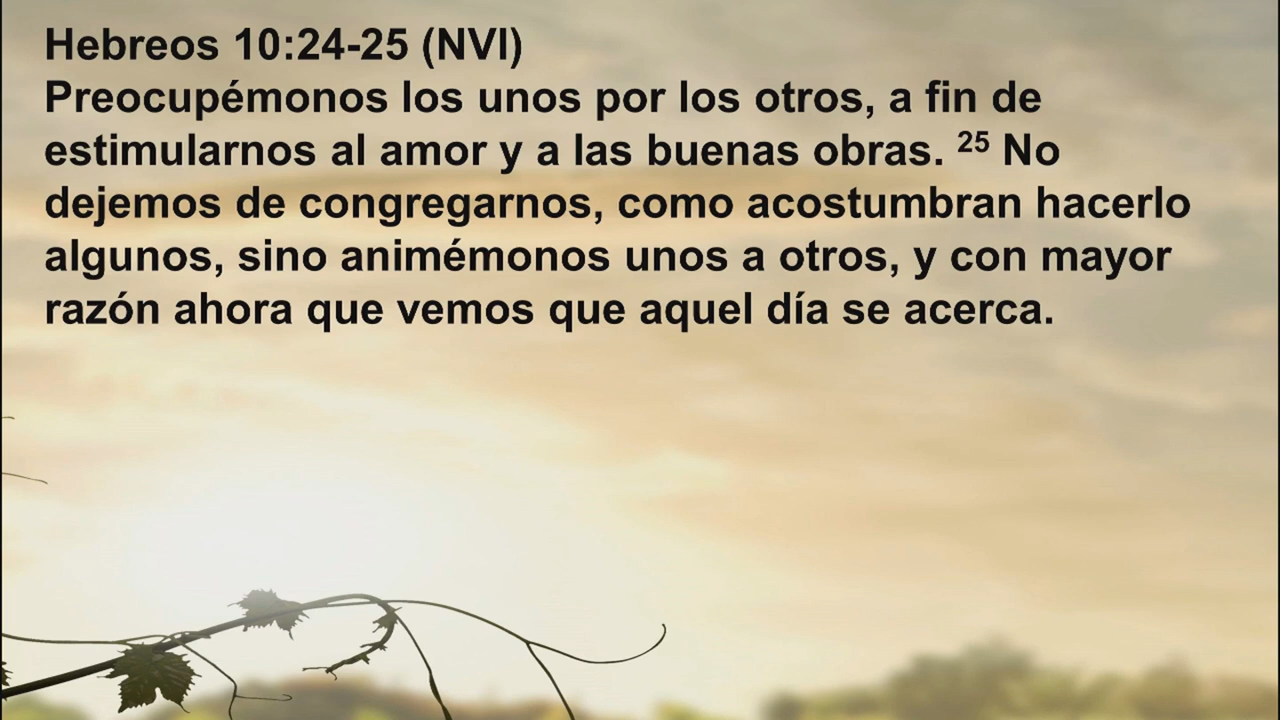 Hebreos 10:24-25 (NVI)
Preocupémonos los unos por los otros, a fin de
estimularnos al amor y a las buenas obras. ²⁵ No
dejemos de congregarnos, como acostumbran hacerlo
algunos, sino animémonos unos a otros, y con mayor
razón ahora que vemos que aquel día se acerca.